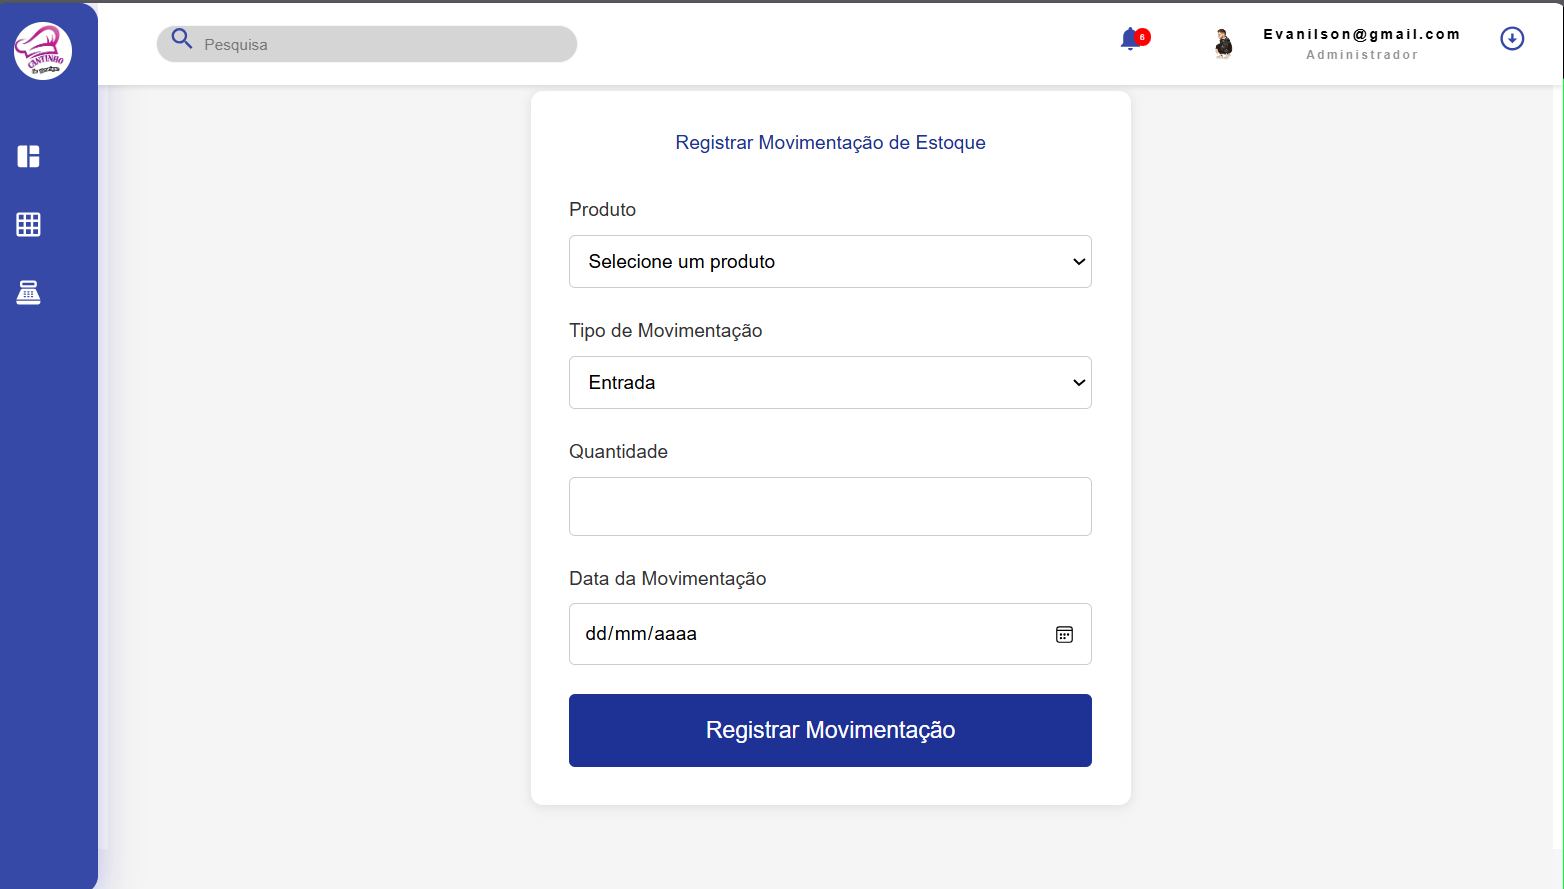 CANTINHO
Pesquisa
6
Evanilson@gmail.com
Administrador
Registrar Movimentação de Estoque
Produto
Selecione um produto
Tipo de Movimentação
Entrada
Quantidade
Data da Movimentação
dd/mm/aaaa
Registrar Movimentação